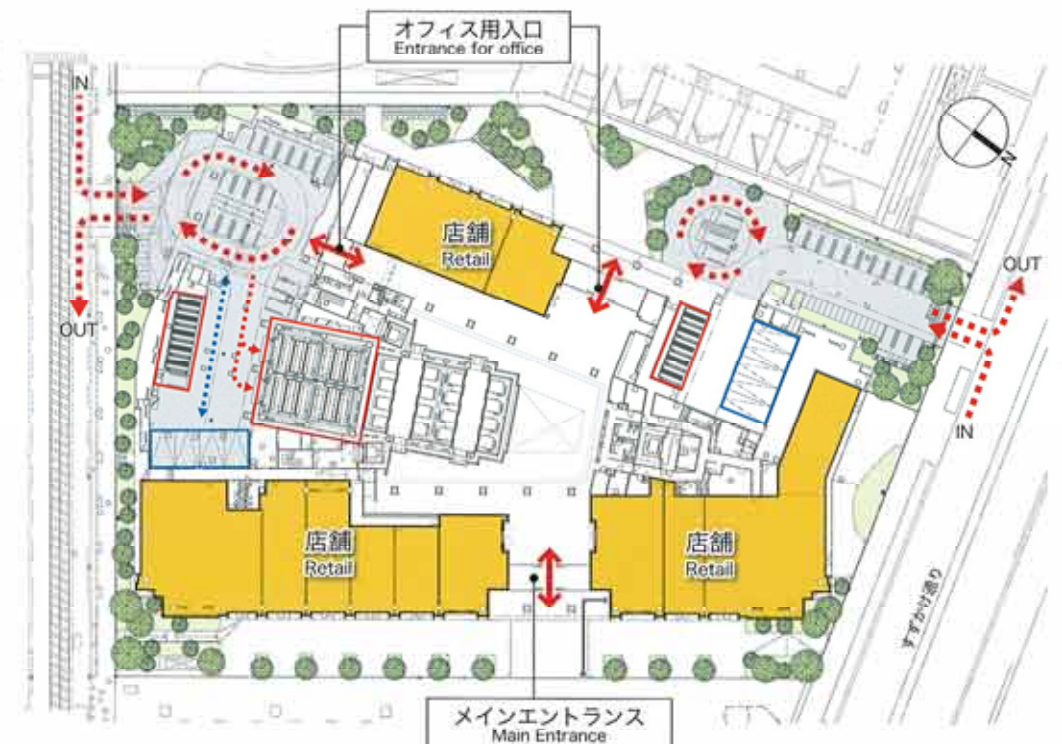 オフィス用入口
Entrance for office
IN
OUT
店舗
Retail
N
OUT
IN
店舗
Retail
店舗
Retail
すずかけ通り
メインエントランス
Main Entrance